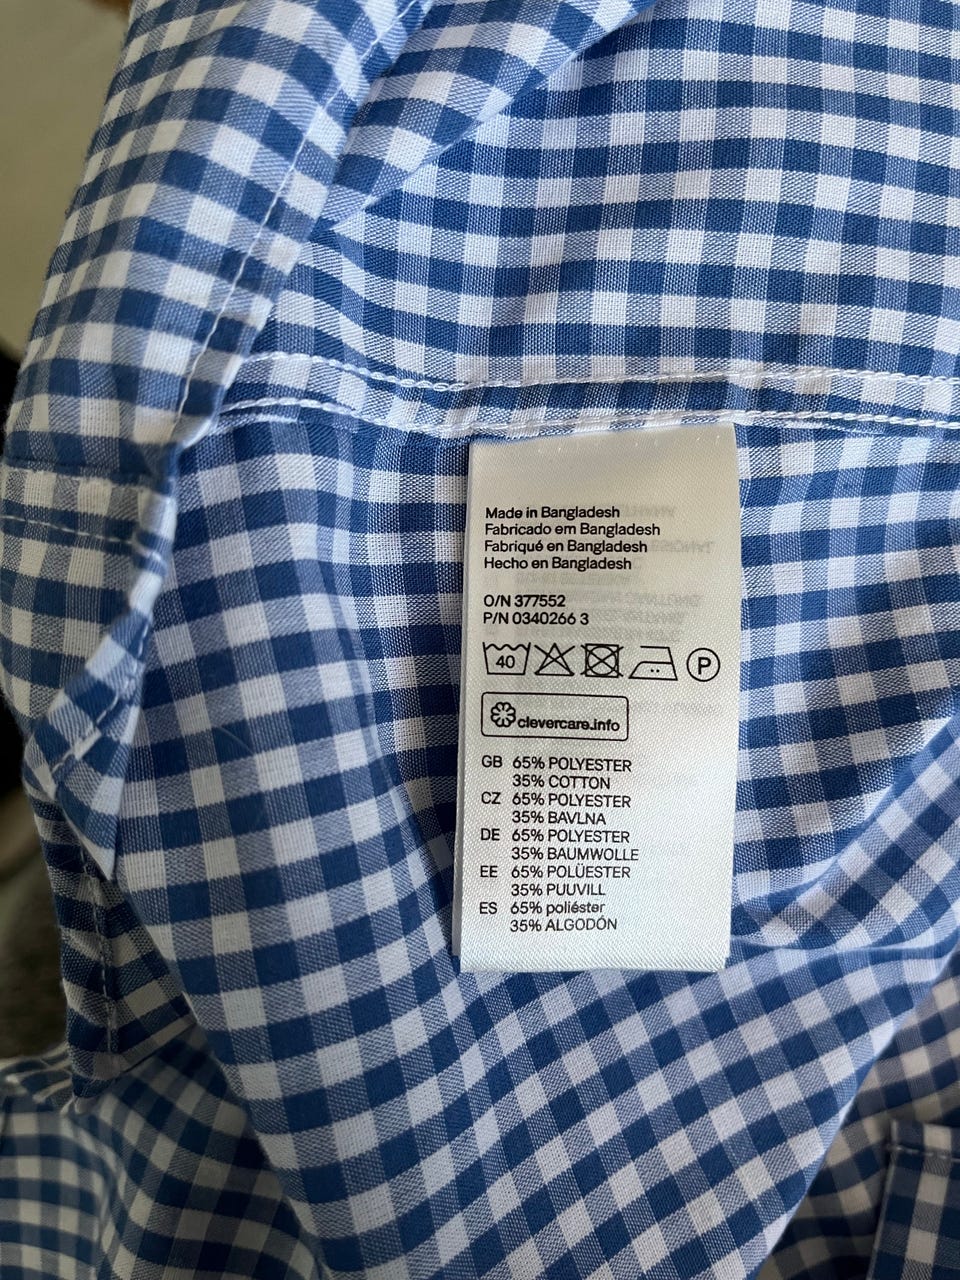 Made in Bangladesh
Fabricado em Bangladesh
Fabriqué en Bangladesh
Hecho en Bangladesh
O/N 377552
P/N 0340266 3
40 P
clevercare.info
GB 65% POLYESTER
35% COTTON
CZ 65% POLYESTER
35% BAVLNA
DE 65% POLYESTER
35% BAUMWOLLE
EE 65% POLÜESTER
35% PUUVILL
ES 65% poliéster
35% ALGODÓN